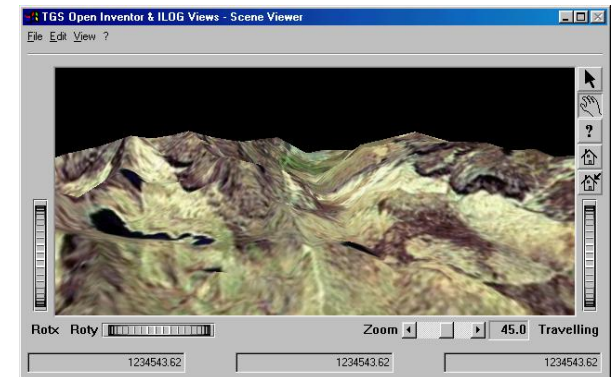 TGS Open Inventor & ILOG Views - Scene Viewer
File Edit View ?
?
Rotx Roty Zoom 45.0 Travelling
1234543.62 1234543.62 1234543.62